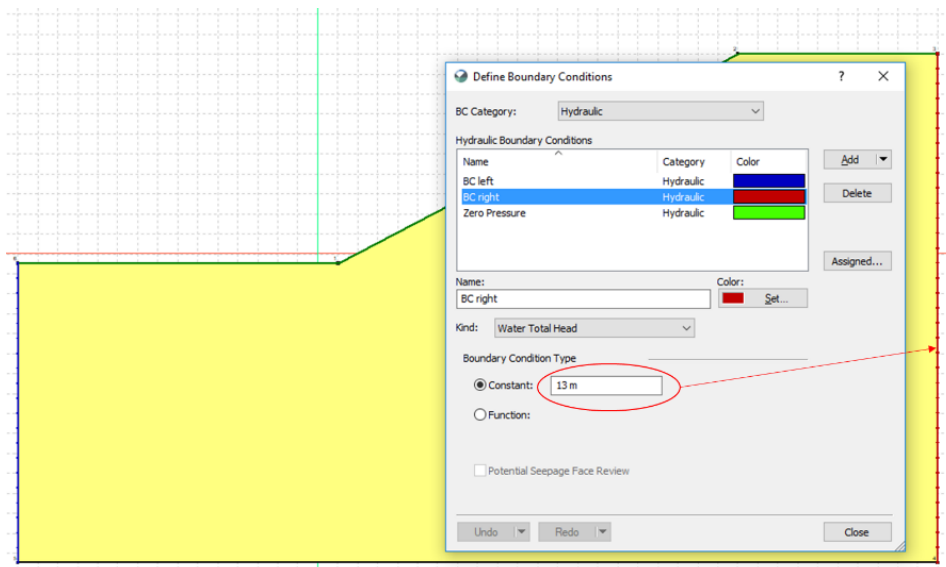 Define Boundary Conditions ? X
BC Category: Hydraulic
Hydraulic Boundary Conditions
Name Category Color
BC left Hydraulic
BC right Hydraulic
Zero Pressure Hydraulic
Add
Delete
Assigned...
Name: Color:
BC right Set...
Kind: Water Total Head
Boundary Condition Type
Constant: 13 m
Function:
Potential Seepage Face Review
Undo Redo Close